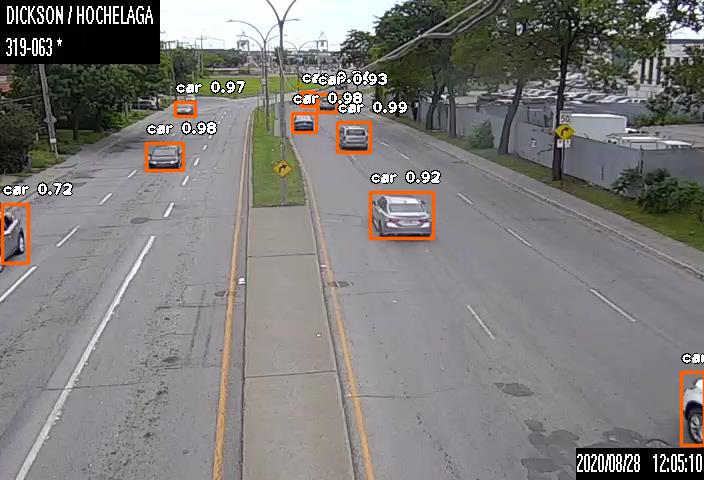 DICKSON / HOCHELAGA
319-063 *
car 0.97
car 0.93
car 0.98
car 0.99
car 0.98
50
car 0.92
car 0.72
car
2020/08/28 12:05:10